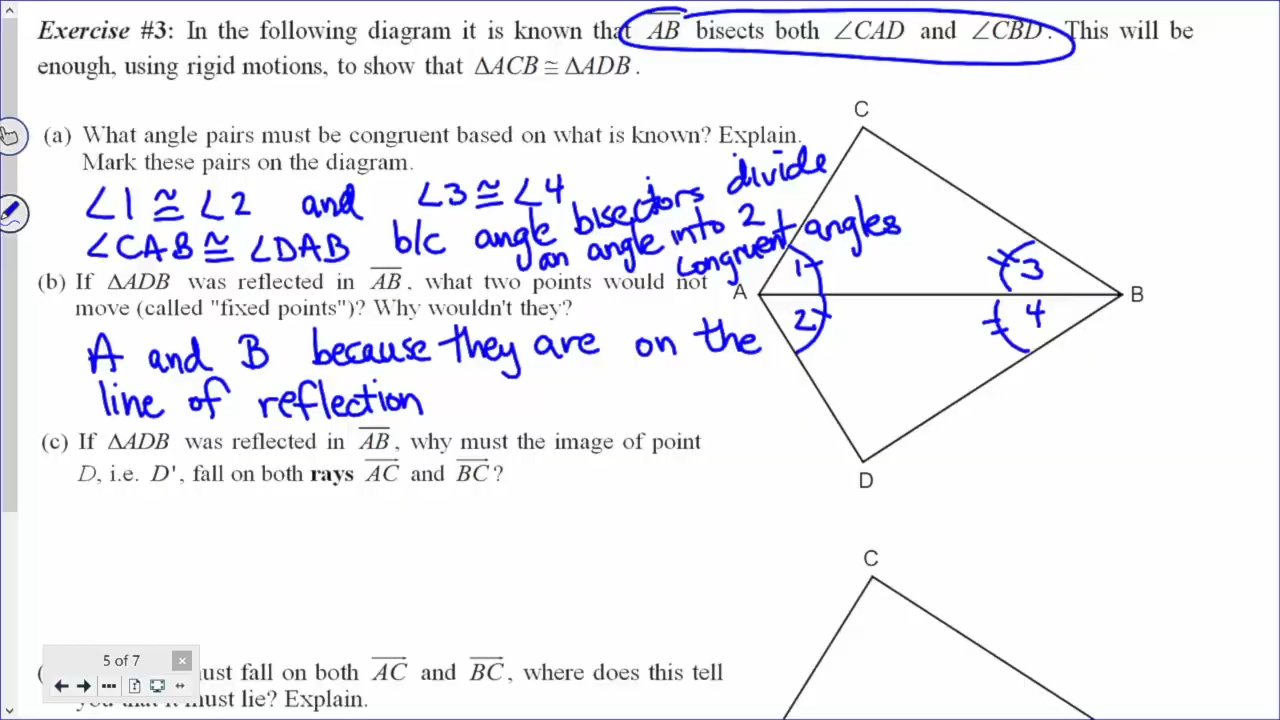 Exercise #3: In the following diagram it is known that AB bisects both ∠CAD and ∠CBD. This will be
enough, using rigid motions, to show that ΔACB ≅ ΔADB.
(a) What angle pairs must be congruent based on what is known? Explain.
Mark these pairs on the diagram.
∠1 ≅ ∠2 and ∠3 ≅ ∠4
∠CAB ≅ ∠DAB b/c angle bisectors divide
an angle into 2
congruent angles
(b) If ΔADB was reflected in AB, what two points would not
move (called "fixed points")? Why wouldn't they?
A and B because they are on the
line of reflection
(c) If ΔADB was reflected in AB, why must the image of point
D, i.e. D', fall on both rays AC and BC?
C
A
B
D
1
2
3
4
C
ust fall on both AC and BC, where does this tell
must lie? Explain.
5 of 7